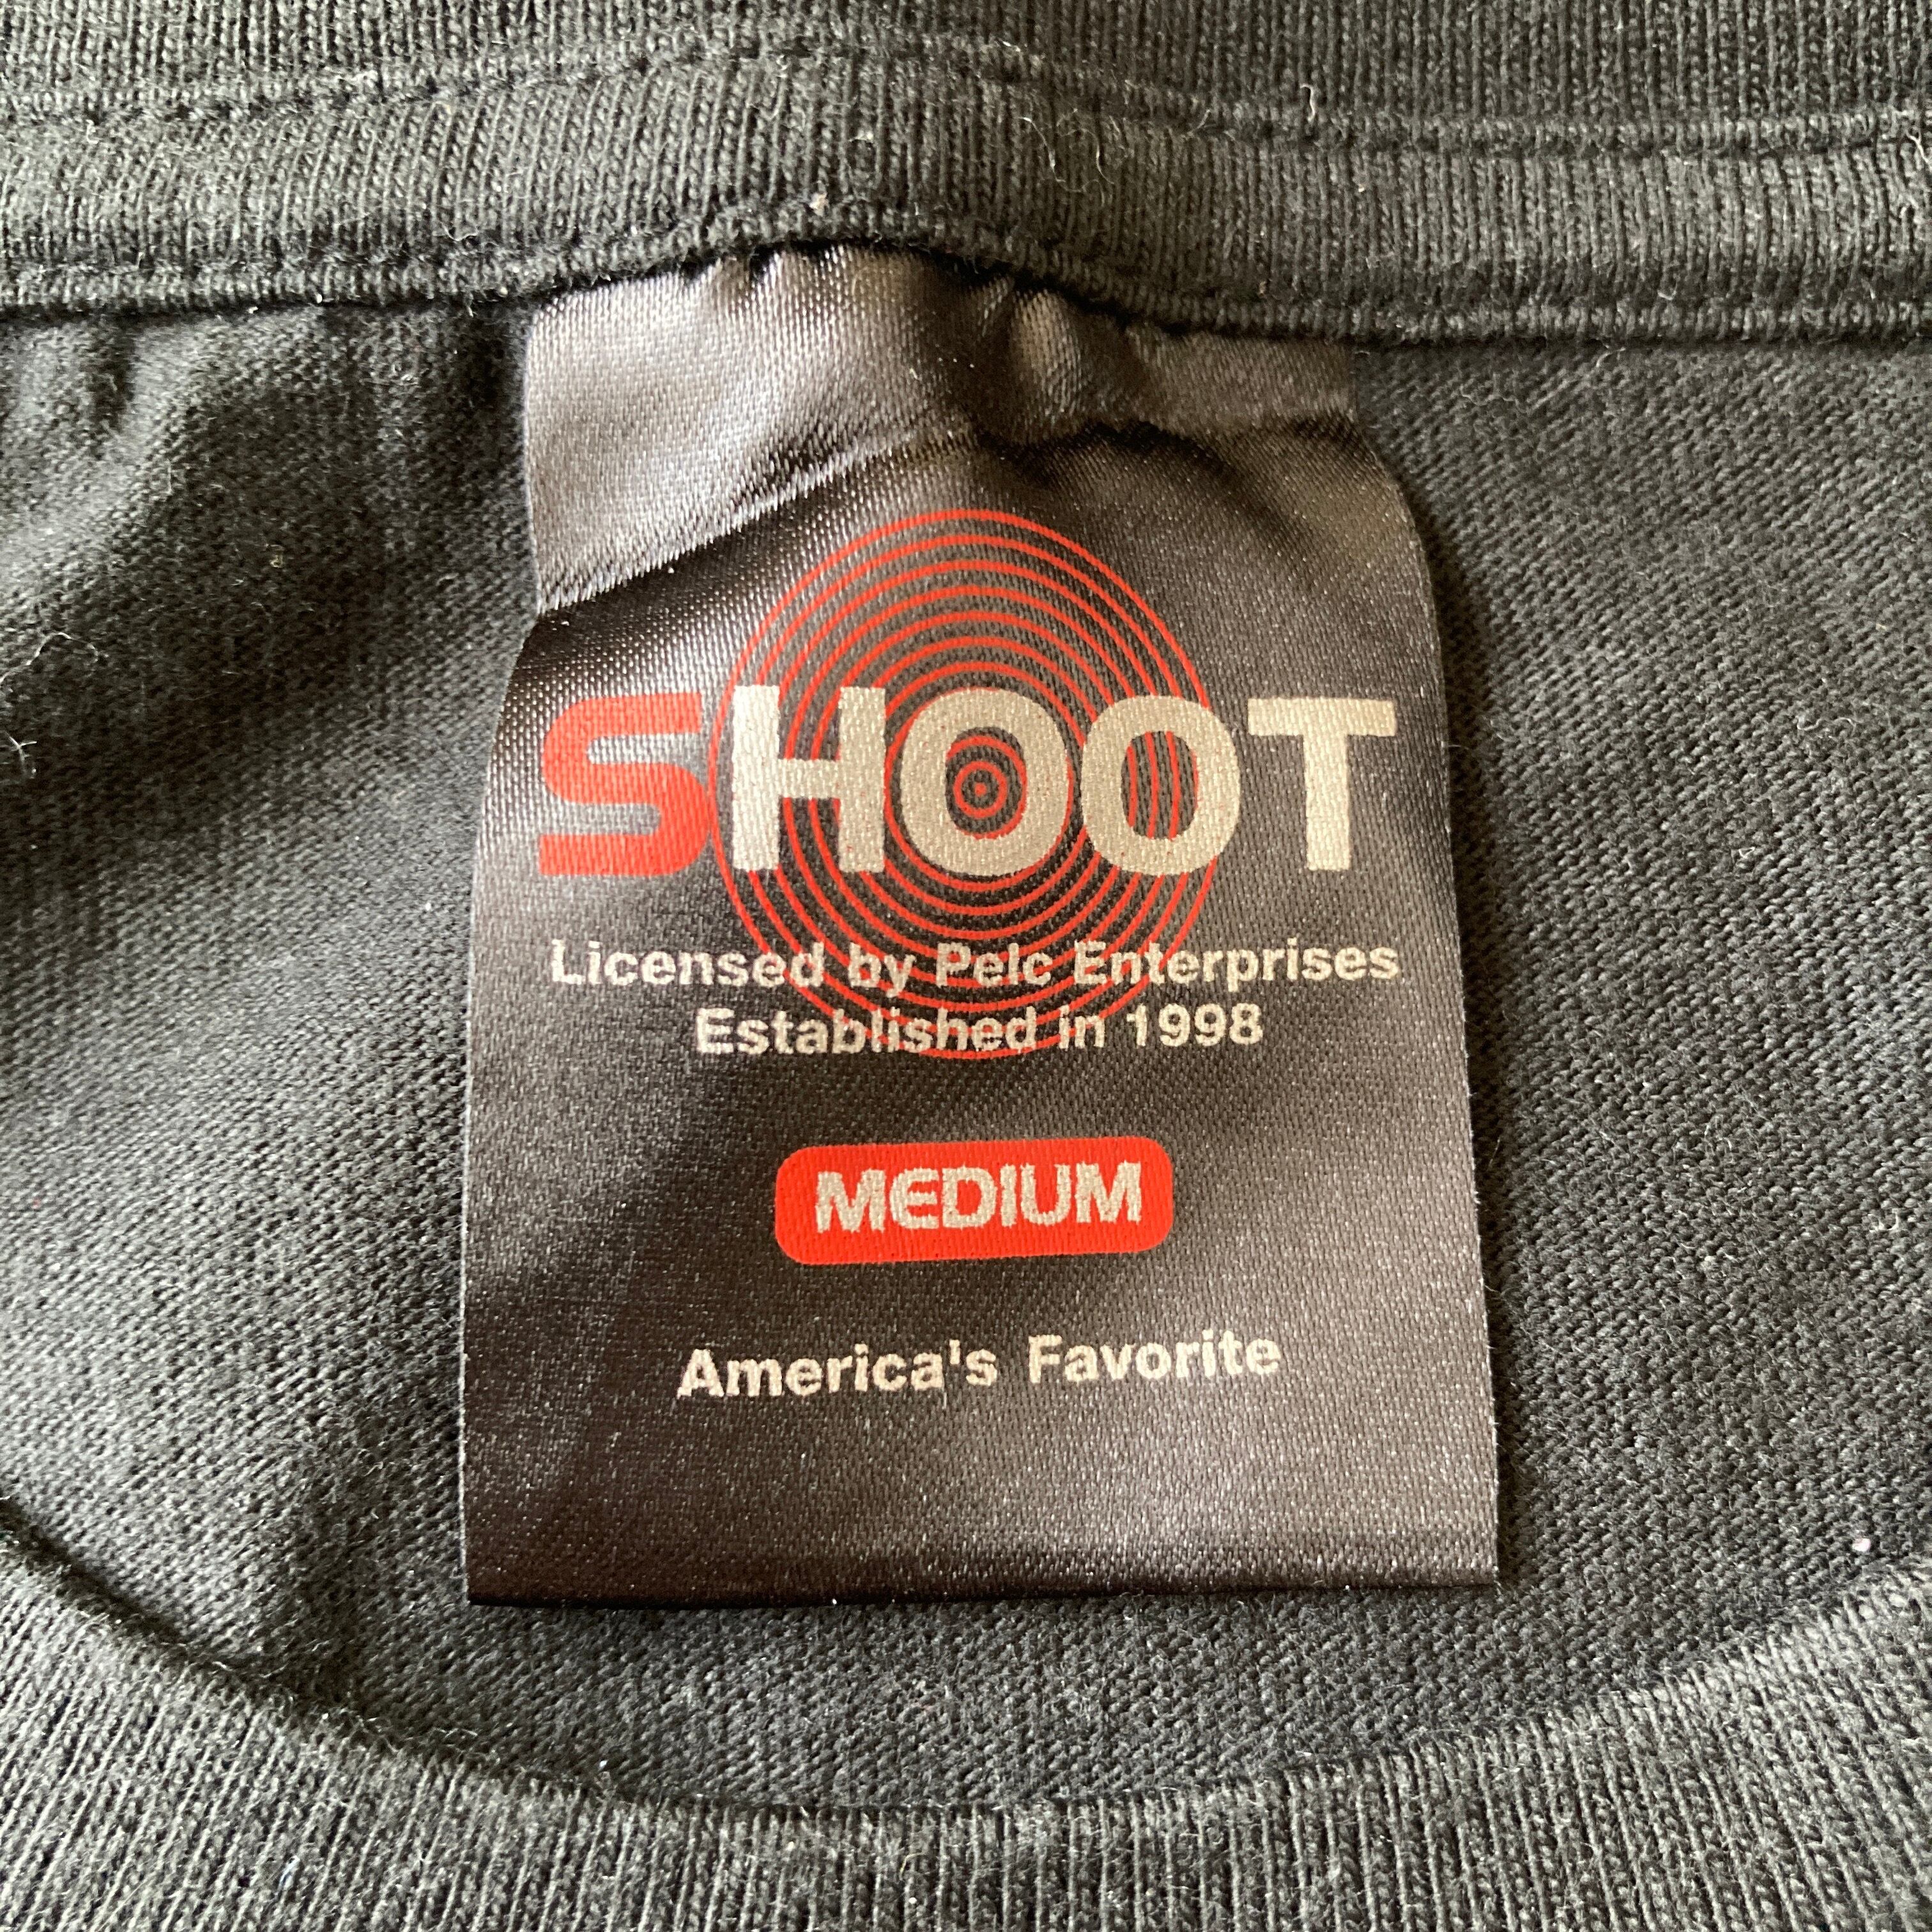 SHOOT
Licensed by Pelc Enterprises
Established in 1998
MEDIUM
America's Favorite